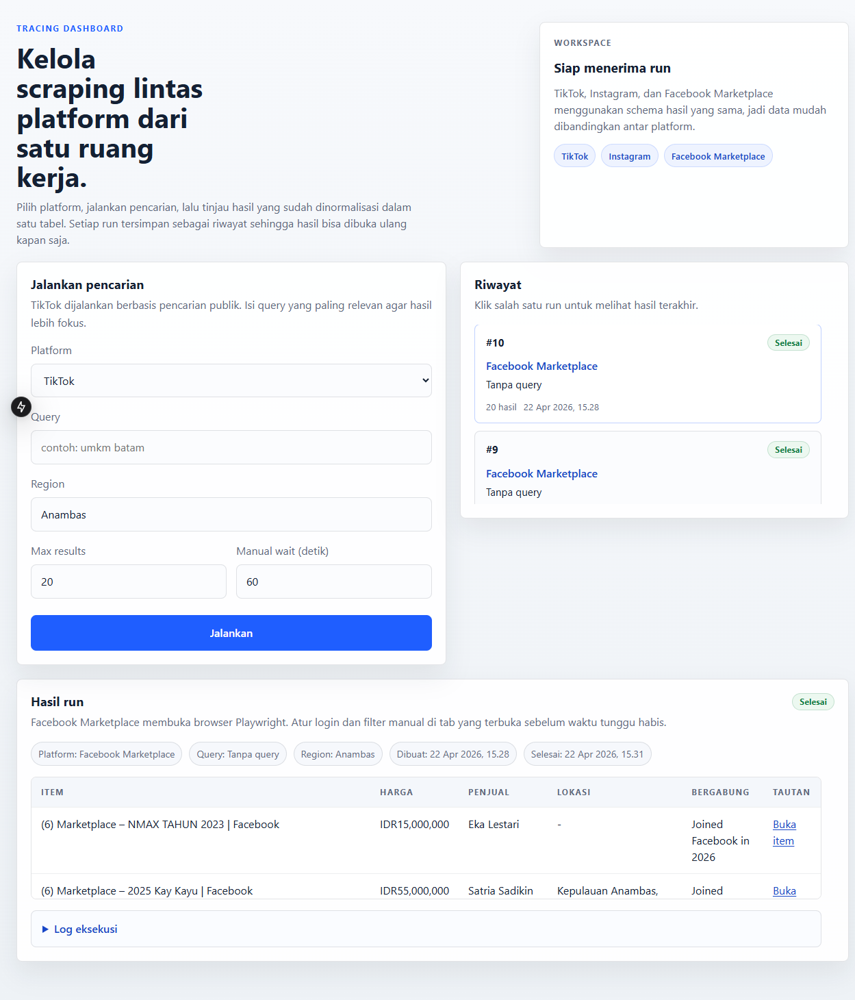 TRACING DASHBOARD
Kelola
scraping lintas
platform dari
satu ruang
kerja.
Pilih platform, jalankan pencarian, lalu tinjau hasil yang sudah dinormalisasi dalam
satu tabel. Setiap run tersimpan sebagai riwayat sehingga hasil bisa dibuka ulang
kapan saja.
WORKSPACE
Siap menerima run
TikTok, Instagram, dan Facebook Marketplace
menggunakan schema hasil yang sama, jadi data mudah
dibandingkan antar platform.
TikTok Instagram Facebook Marketplace
Jalankan pencarian
TikTok dijalankan berbasis pencarian publik. Isi query yang paling relevan agar hasil
lebih fokus.
Platform
TikTok
Query
contoh: umkm batam
Region
Anambas
Max results Manual wait (detik)
20 60
Jalankan
Riwayat
Klik salah satu run untuk melihat hasil terakhir.
#10 Selesai
Facebook Marketplace
Tanpa query
20 hasil 22 Apr 2026, 15.28
#9 Selesai
Facebook Marketplace
Tanpa query
Hasil run Selesai
Facebook Marketplace membuka browser Playwright. Atur login dan filter manual di tab yang terbuka sebelum waktu tunggu habis.
Platform: Facebook Marketplace Query: Tanpa query Region: Anambas Dibuat: 22 Apr 2026, 15.28 Selesai: 22 Apr 2026, 15.31
ITEM HARGA PENJUAL LOKASI BERGABUNG TAUTAN
(6) Marketplace – NMAX TAHUN 2023 | Facebook IDR15,000,000 Eka Lestari - Joined Buka
Facebook in item
2026
(6) Marketplace – 2025 Kay Kayu | Facebook IDR55,000,000 Satria Sadikin Kepulauan Anambas, Joined Buka
Log eksekusi